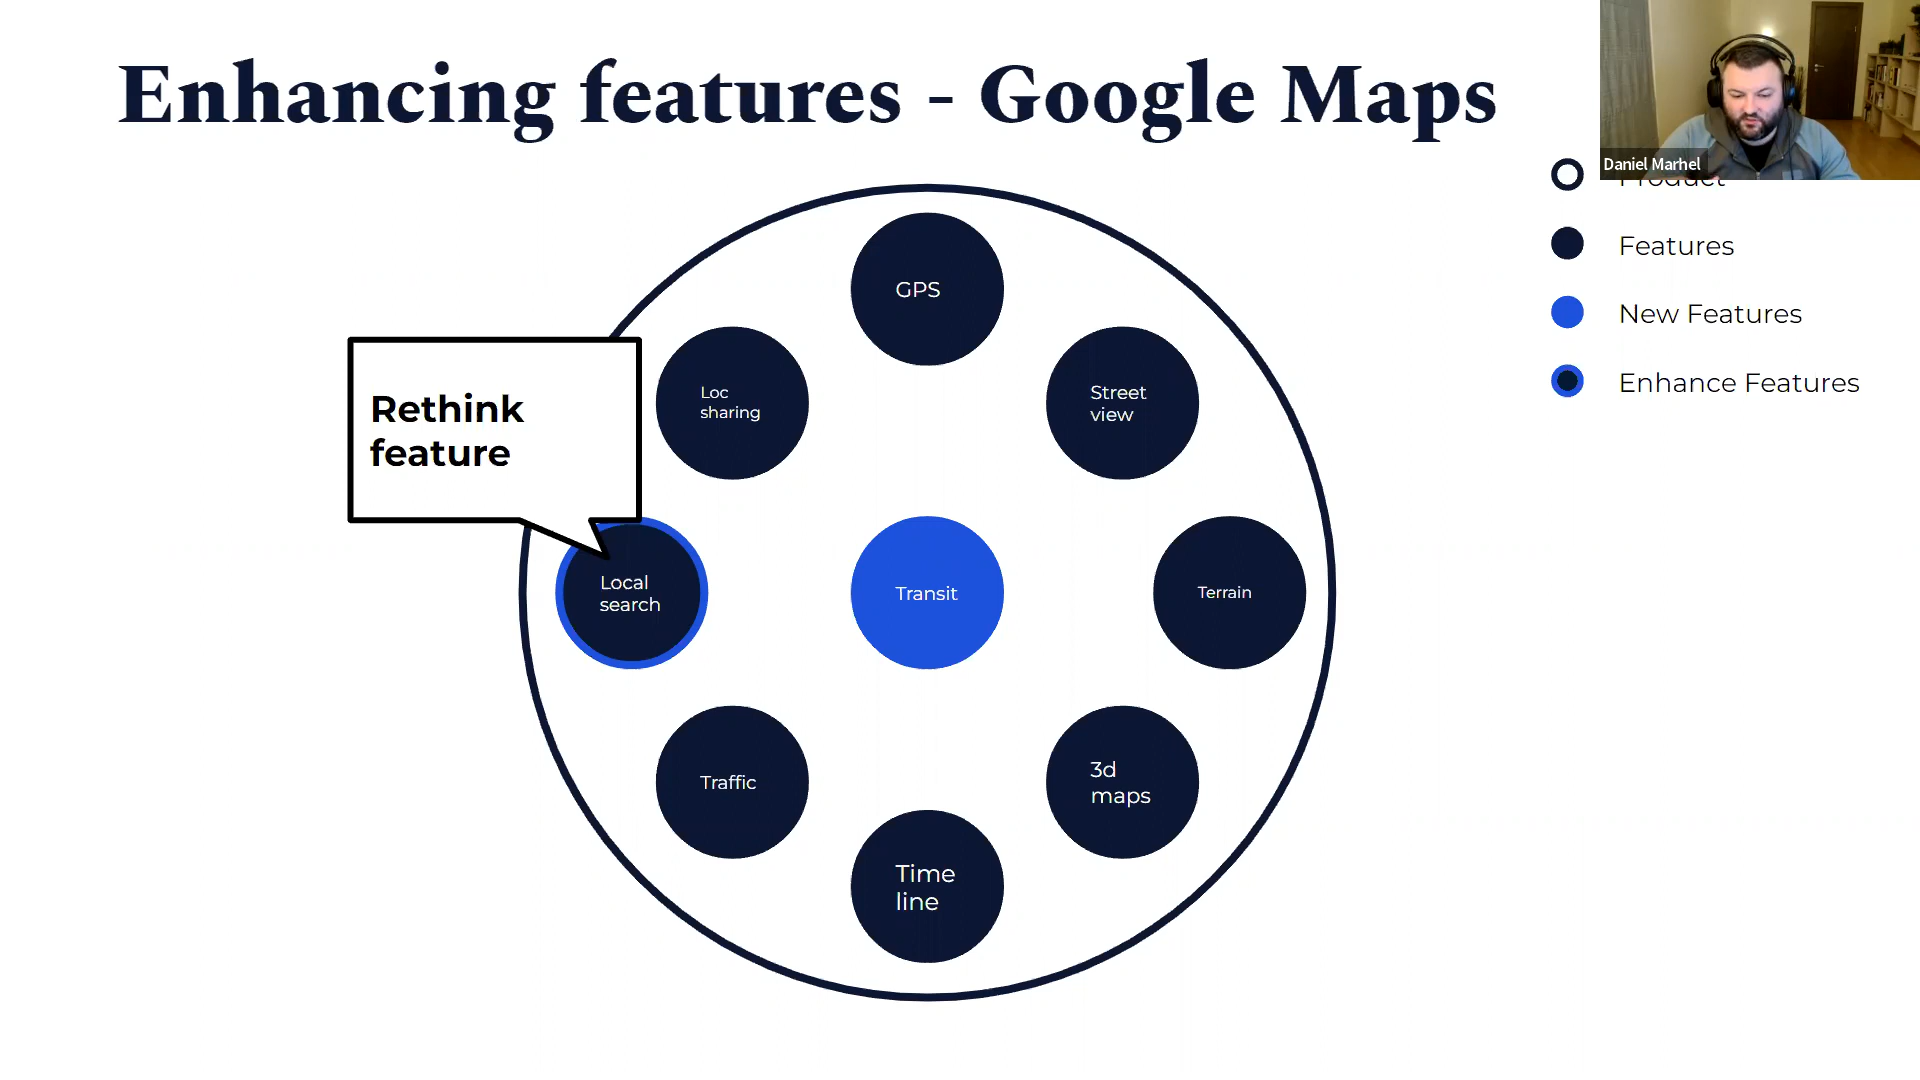 Enhancing features - Google Maps
Daniel Marhel
Product
Features
New Features
Enhance Features
Rethink
feature
GPS
Loc
sharing
Street
view
Local
search
Transit
Terrain
Traffic
3d
maps
Time
line